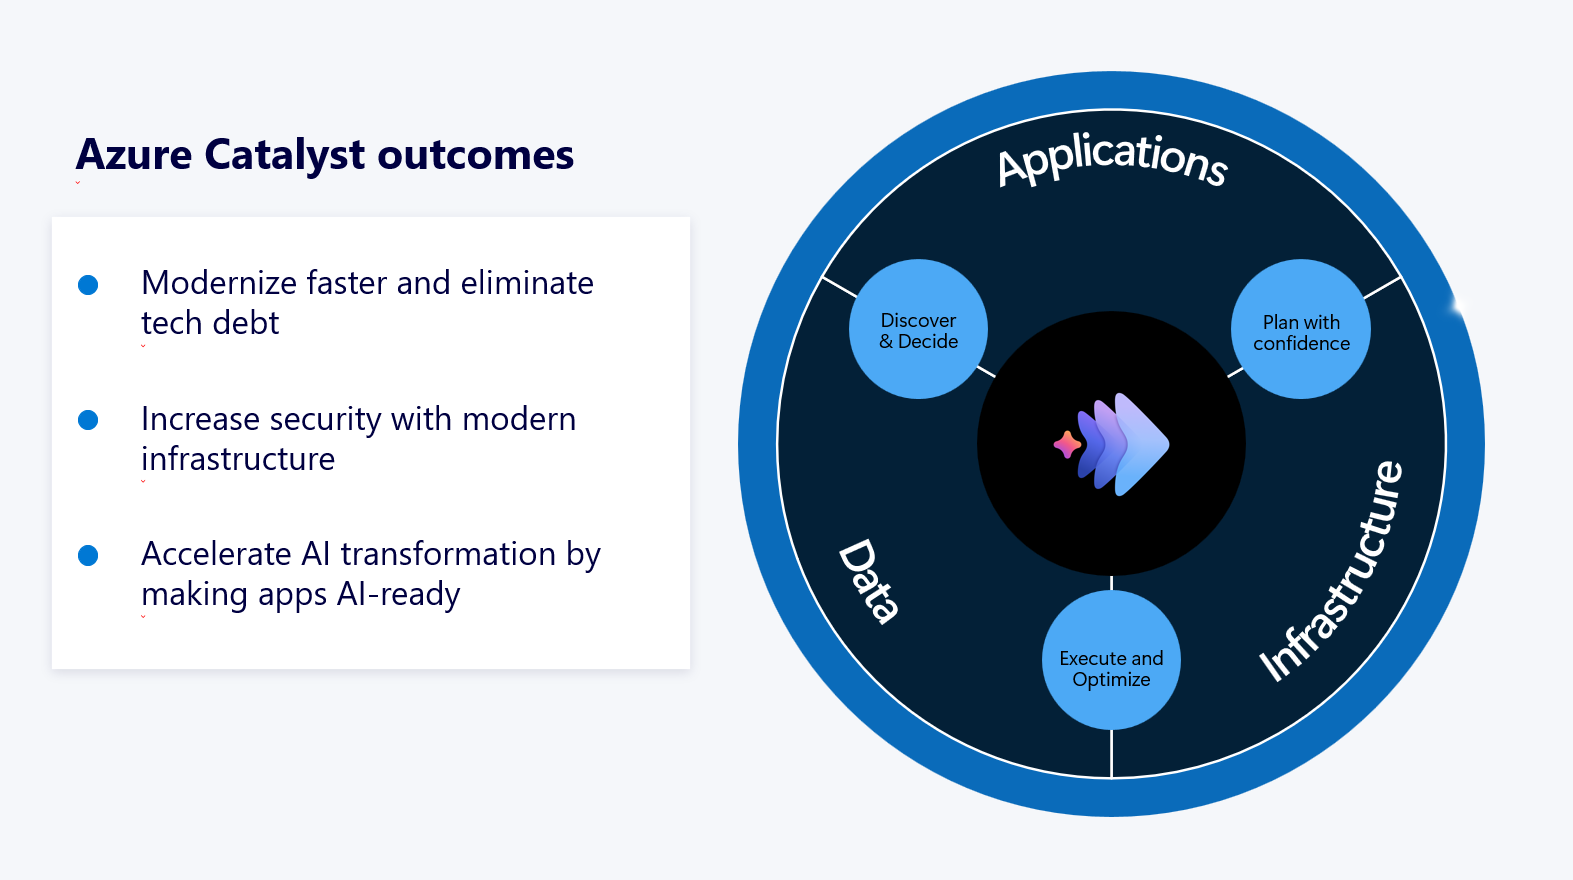 Azure Catalyst outcomes
Modernize faster and eliminate
tech debt
Increase security with modern
infrastructure
Accelerate AI transformation by
making apps AI-ready
Applications
Discover
& Decide
Plan with
confidence
Data
Infrastructure
Execute and
Optimize